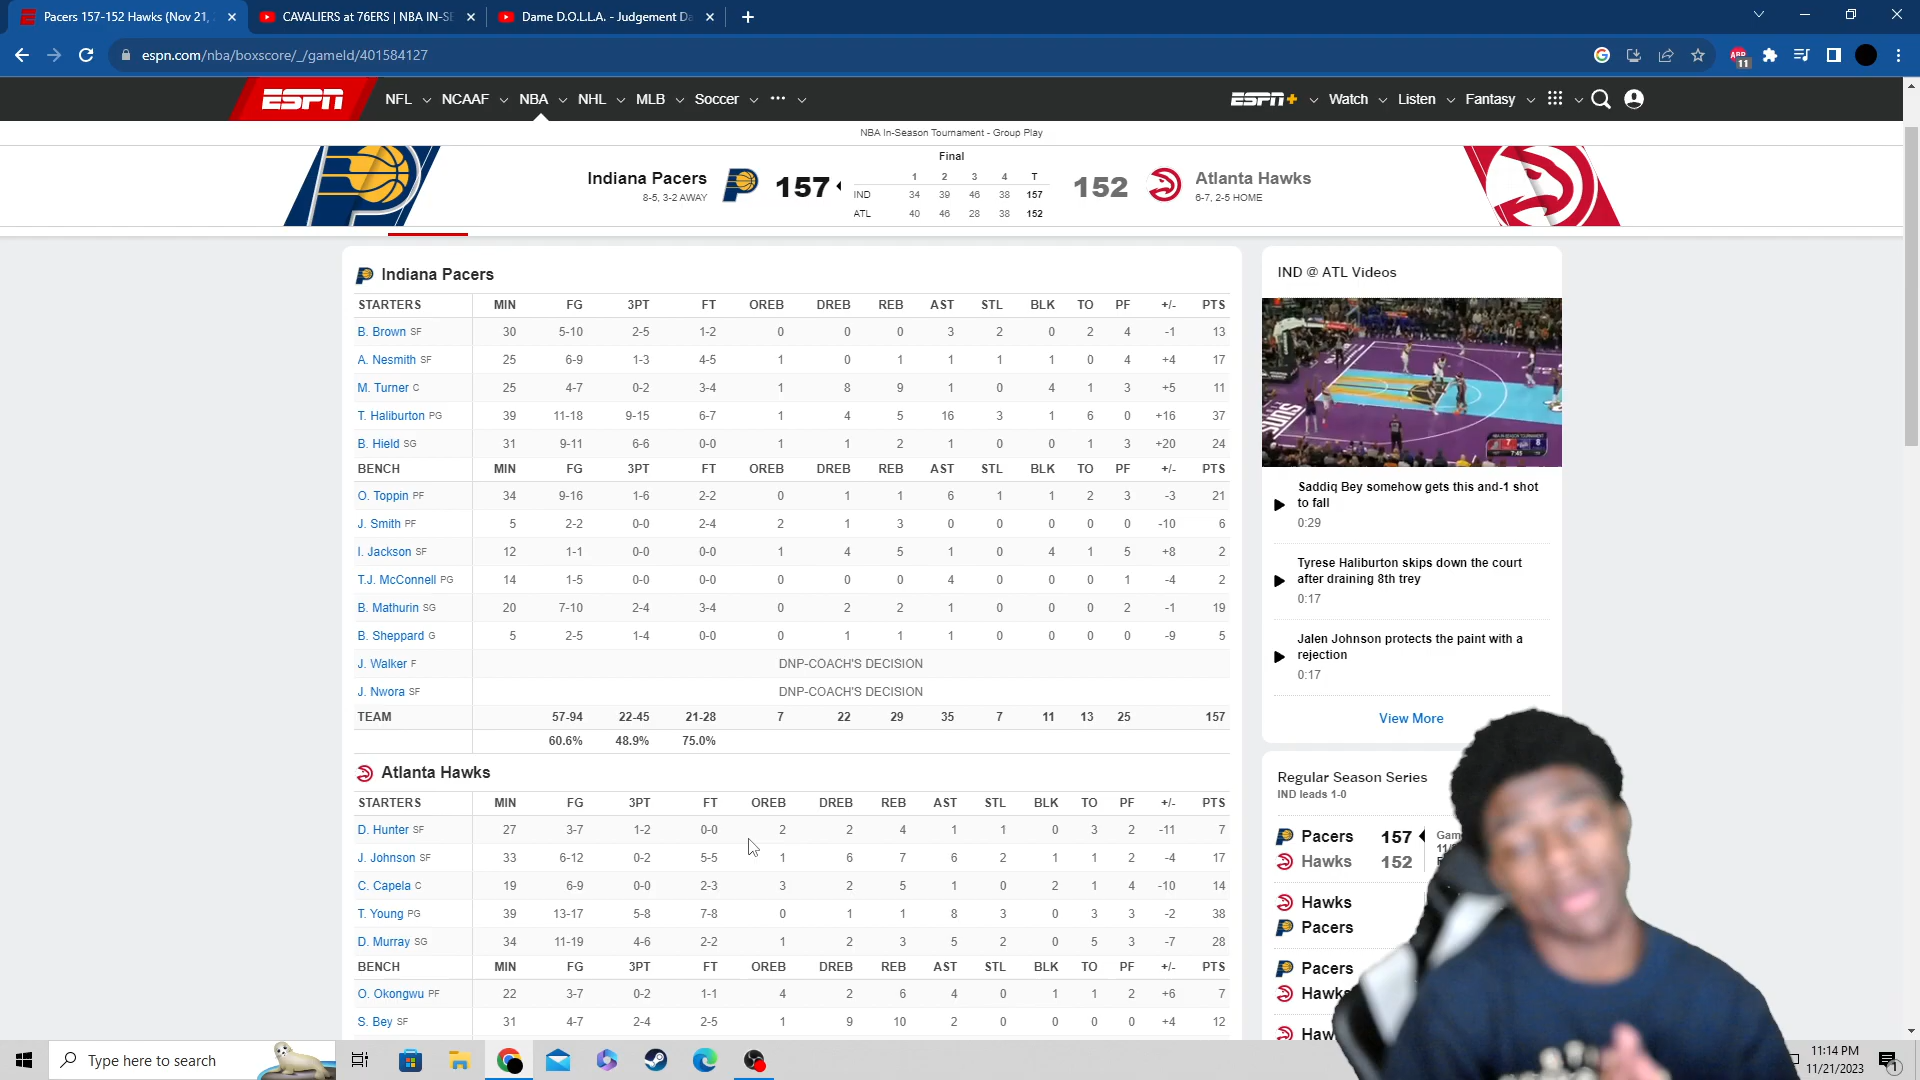 Pacers 157-152 Hawks (Nov 21,
CAVALIERS at 76ERS | NBA IN-SE
Dame D.O.L.L.A. - Judgement Da
espn.com/nba/boxscore/_/gameId/401584127
ABP
11
ESPN NFL NCAAF NBA NHL MLB Soccer ESPN+ Watch Listen Fantasy
NBA In-Season Tournament - Group Play
Final
Indiana Pacers 157 152 Atlanta Hawks
8-5, 3-2 AWAY 6-7, 2-5 HOME
1 2 3 4 T
IND 34 39 46 38 157
ATL 40 46 28 38 152
Indiana Pacers
STARTERS MIN FG 3PT FT OREB DREB REB AST STL BLK TO PF +/- PTS
B. Brown SF 30 5-10 2-5 1-2 0 0 0 3 2 0 2 4 -1 13
A. Nesmith SF 25 6-9 1-3 4-5 1 0 1 1 1 1 0 4 +4 17
M. Turner C 25 4-7 0-2 3-4 1 8 9 1 0 4 1 3 +5 11
T. Haliburton PG 39 11-18 9-15 6-7 1 4 5 16 3 1 6 0 +16 37
B. Hield SG 31 9-11 6-6 0-0 1 1 2 1 0 0 1 3 +20 24
BENCH MIN FG 3PT FT OREB DREB REB AST STL BLK TO PF +/- PTS
O. Toppin PF 34 9-16 1-6 2-2 0 1 1 6 1 1 2 3 -3 21
J. Smith PF 5 2-2 0-0 2-4 2 1 3 0 0 0 0 0 -10 6
I. Jackson SF 12 1-1 0-0 0-0 1 4 5 1 0 4 1 5 +8 2
T.J. McConnell PG 14 1-5 0-0 0-0 0 0 0 4 0 0 0 1 -4 2
B. Mathurin SG 20 7-10 2-4 3-4 0 2 2 1 0 0 0 2 -1 19
B. Sheppard G 5 2-5 1-4 0-0 0 1 1 1 0 0 0 0 -9 5
J. Walker F DNP-COACH'S DECISION
J. Nwora SF DNP-COACH'S DECISION
TEAM 57-94 22-45 21-28 7 22 29 35 7 11 13 25 157
60.6% 48.9% 75.0%
Atlanta Hawks
STARTERS MIN FG 3PT FT OREB DREB REB AST STL BLK TO PF +/- PTS
D. Hunter SF 27 3-7 1-2 0-0 2 2 4 1 1 0 3 2 -11 7
J. Johnson SF 33 6-12 0-2 5-5 1 6 7 6 2 1 1 2 -4 17
C. Capela C 19 6-9 0-0 2-3 3 2 5 1 0 2 1 4 -10 14
T. Young PG 39 13-17 5-8 7-8 0 1 1 8 3 0 3 3 -2 38
D. Murray SG 34 11-19 4-6 2-2 1 2 3 5 2 0 5 3 -7 28
BENCH MIN FG 3PT FT OREB DREB REB AST STL BLK TO PF +/- PTS
O. Okongwu PF 22 3-7 0-2 1-1 4 2 6 4 0 1 1 2 +6 7
S. Bey SF 31 4-7 2-4 2-5 1 9 10 2 0 0 0 0 +4 12
IND @ ATL Videos
Saddiq Bey somehow gets this and-1 shot
to fall
0:29
Tyrese Haliburton skips down the court
after draining 8th trey
0:17
Jalen Johnson protects the paint with a
rejection
0:17
View More
Regular Season Series
IND leads 1-0
Pacers 157
Hawks 152
Hawks
Pacers
Pacers
Hawks
Haw
Type here to search
11:14 PM
11/21/2023
1